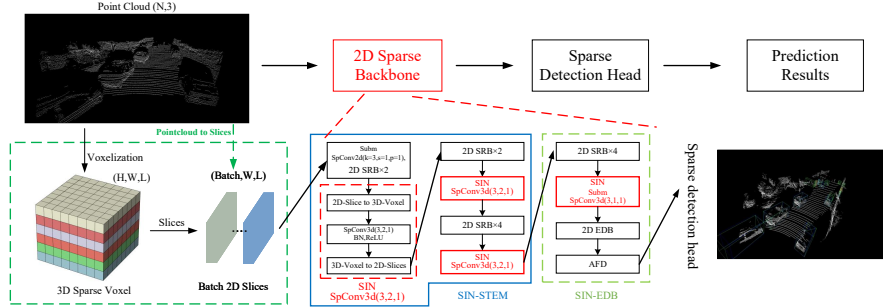 Point Cloud (N,3)
2D Sparse
Backbone
Sparse
Detection Head
Prediction
Results
Pointcloud to Slices
Voxelization
(H,W,L)
(Batch,W,L)
Slices
....
3D Sparse Voxel
Batch 2D Slices
Subm
SpConv2d(k=3,s=1,p=1),
2D SRB×2
2D-Slice to 3D-Voxel
SpConv3d(3,2,1)
BN,ReLU
3D-Voxel to 2D-Slices
SIN
SpConv3d(3,2,1)
2D SRB×2
SIN
SpConv3d(3,2,1)
2D SRB×4
SIN
SpConv3d(3,2,1)
SIN-STEM
2D SRB×4
SIN
Subm
SpConv3d(3,1,1)
2D EDB
AFD
SIN-EDB
Sparse detection head